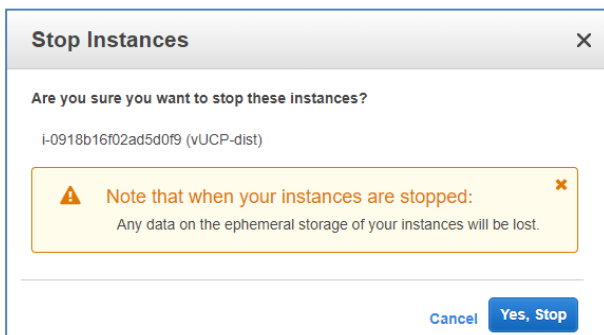 Stop Instances
Are you sure you want to stop these instances?
i-0918b16f02ad5d0f9 (vUCP-dist)
Note that when your instances are stopped:
Any data on the ephemeral storage of your instances will be lost.
Cancel Yes, Stop